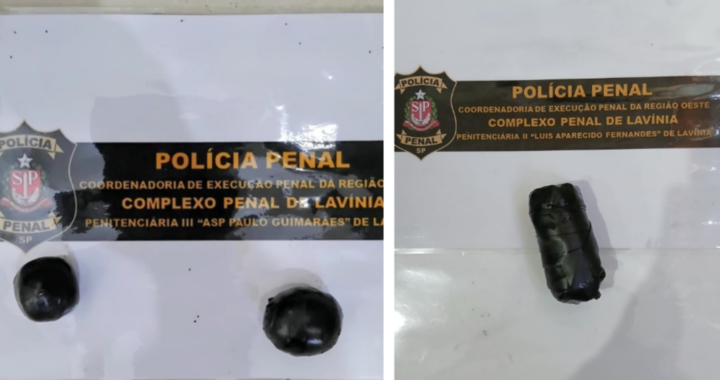 POLÍCIA
SP
PENAL
SP
POLÍCIA PENAL
COORDENADORIA DE EXECUÇÃO PENAL DA REGIÃO
COMPLEXO PENAL DE LAVÍNIA
PENITENCIÁRIA III “ASP PAULO GUIMARÃES” DE LA
POLÍCIA
SP
PENAL
SP
POLÍCIA PENAL
COORDENADORIA DE EXECUÇÃO PENAL DA REGIÃO OESTE
COMPLEXO PENAL DE LAVÍNIA
PENITENCIÁRIA II “LUIS APARECIDO FERNANDES” DE LAVÍNIA